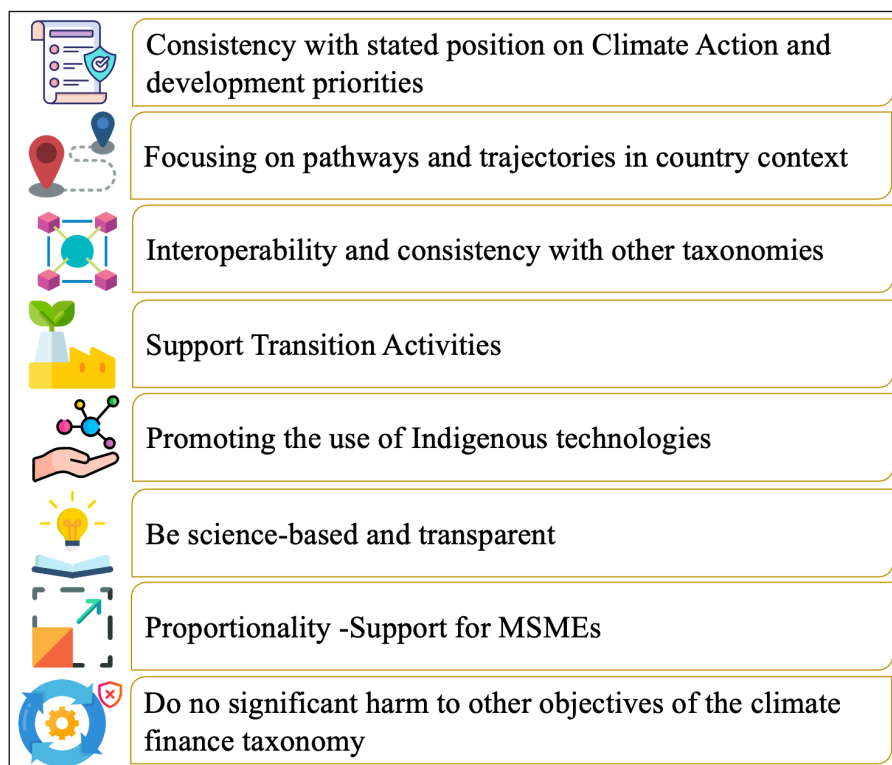 Consistency with stated position on Climate Action and
development priorities
Focusing on pathways and trajectories in country context
Interoperability and consistency with other taxonomies
Support Transition Activities
Promoting the use of Indigenous technologies
Be science-based and transparent
Proportionality -Support for MSMEs
Do no significant harm to other objectives of the climate
finance taxonomy